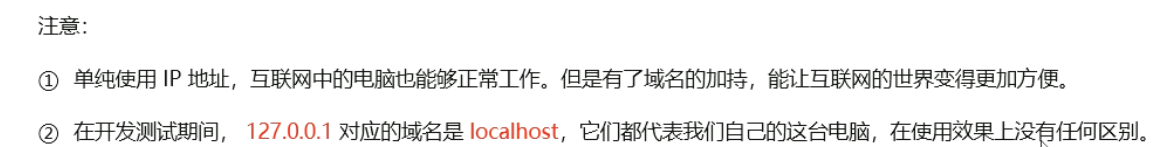 注意：
① 单纯使用 IP 地址，互联网中的电脑也能够正常工作。但是有了域名的加持，能让互联网的世界变得更加方便。
② 在开发测试期间， 127.0.0.1 对应的域名是 localhost，它们都代表我们自己的这台电脑，在使用效果上没有任何区别。